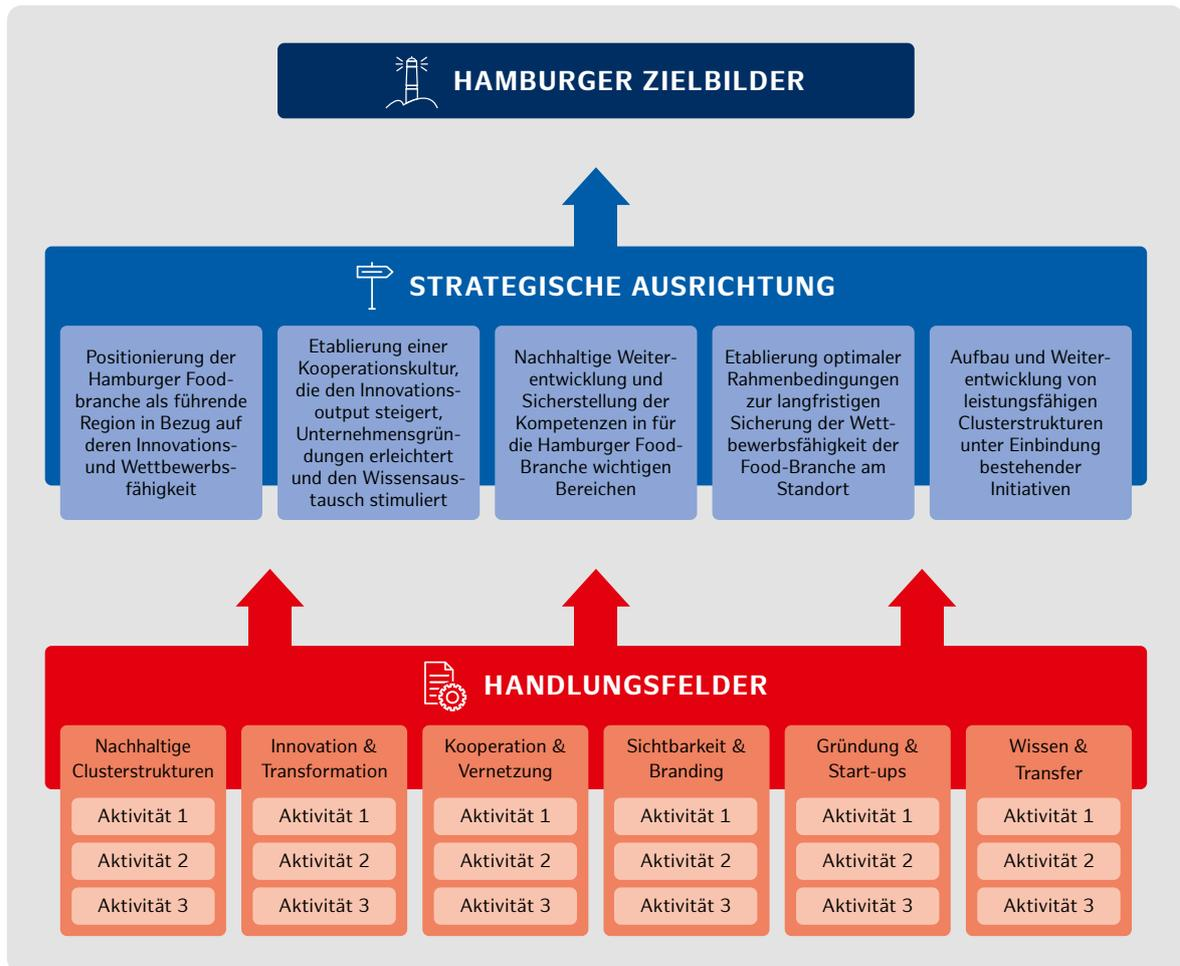 HAMBURGER ZIELBILDER
STRATEGISCHE AUSRICHTUNG
Positionierung der
Hamburger Food-
branche als führende
Region in Bezug auf
deren Innovations-
und Wettbewerbs-
fähigkeit
Etablierung einer
Kooperationskultur,
die den Innovations-
output steigert,
Unternehmensgrün-
dungen erleichtert
und den Wissensaus-
tausch stimuliert
Nachhaltige Weiter-
entwicklung und
Sicherstellung der
Kompetenzen in für
die Hamburger Food-
Branche wichtigen
Bereichen
Etablierung optimaler
Rahmenbedingungen
zur langfristigen
Sicherung der Wett-
bewerbsfähigkeit der
Food-Branche am
Standort
Aufbau und Weiter-
entwicklung von
leistungsfähigen
Clusterstrukturen
unter Einbindung
bestehender
Initiativen
HANDLUNGSFELDER
Nachhaltige
Clusterstrukturen
Aktivität 1
Aktivität 2
Aktivität 3
Innovation &
Transformation
Aktivität 1
Aktivität 2
Aktivität 3
Kooperation &
Vernetzung
Aktivität 1
Aktivität 2
Aktivität 3
Sichtbarkeit &
Branding
Aktivität 1
Aktivität 2
Aktivität 3
Gründung &
Start-ups
Aktivität 1
Aktivität 2
Aktivität 3
Wissen &
Transfer
Aktivität 1
Aktivität 2
Aktivität 3